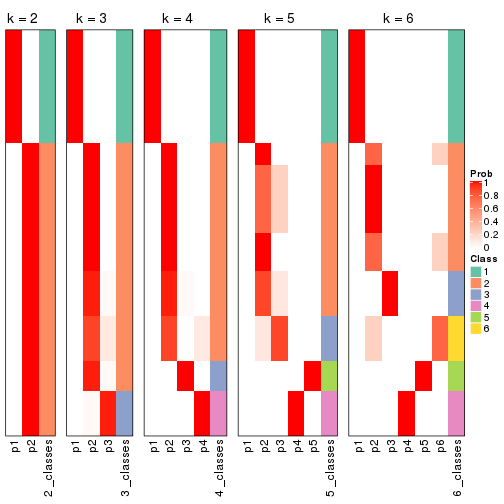 k = 2
k = 3
k = 4
k = 5
k = 6
p1
p2
2_classes
p1
p2
p3
3_classes
p1
p2
p3
p4
4_classes
p1
p2
p3
p4
p5
5_classes
p1
p2
p3
p4
p5
p6
6_classes
Prob
1
0.8
0.6
0.4
0.2
0
Class
1
2
3
4
5
6